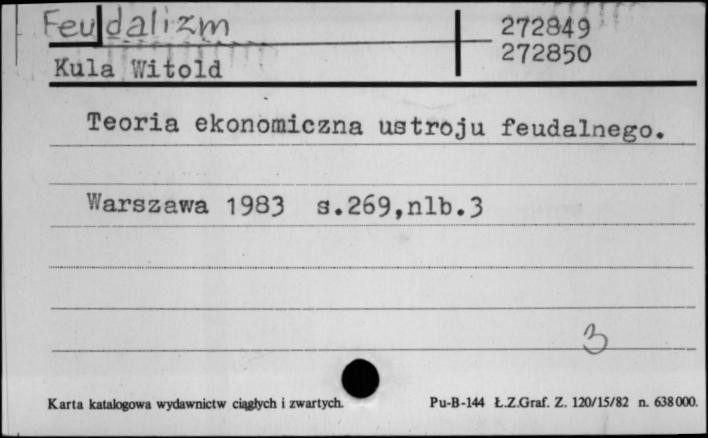 Feudalizm
272849
272850
Kula Witold
Teoria ekonomiczna ustroju feudalnego.
Warszawa 1983 s.269,nlb.3
3
Karta katalogowa wydawnictw ciągłych i zwartych.
Pu-B-144 Ł.Z.Graf. Z. 120/15/82 n. 638000.